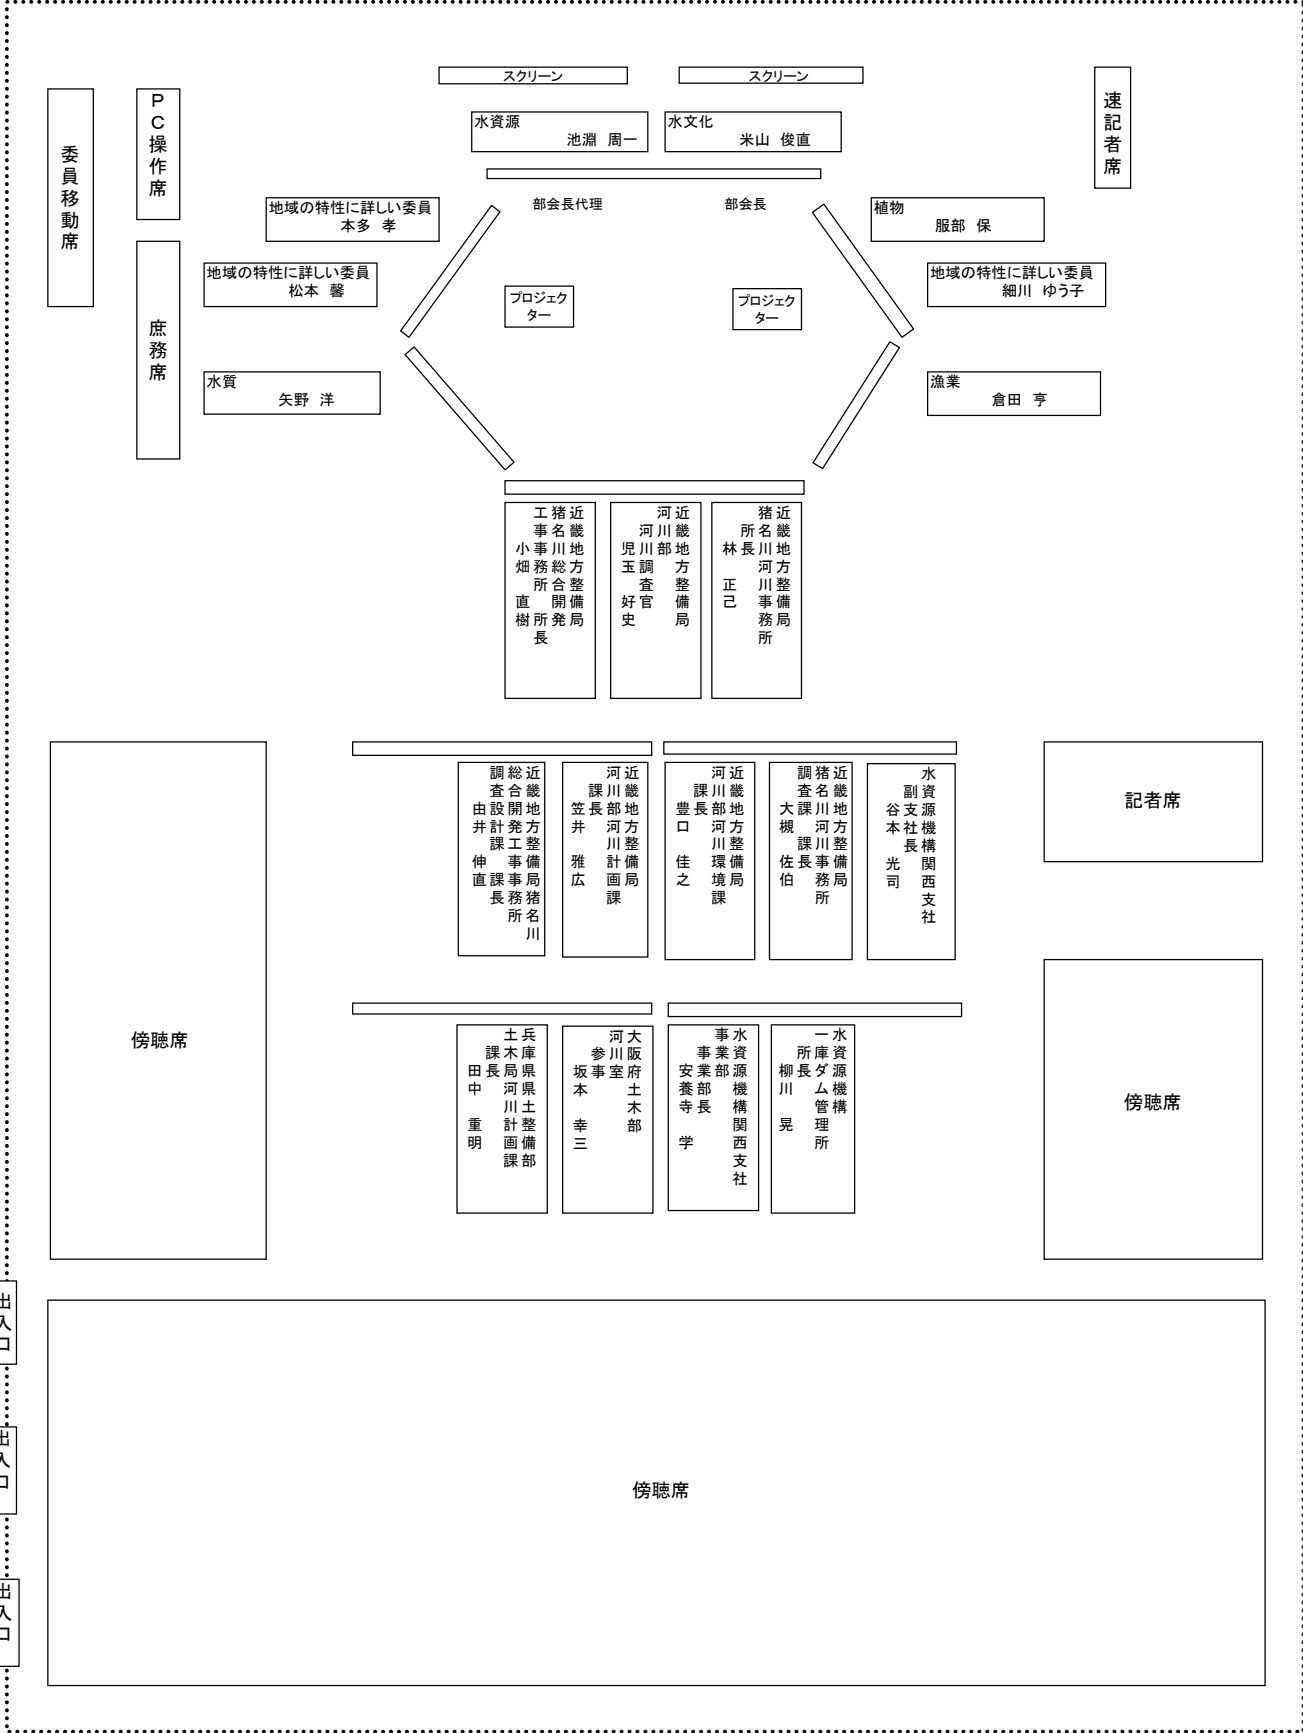 スクリーン
スクリーン
委員移動席
PC操作席
速記者席
水資源
池淵 周一
水文化
米山 俊直
部会長代理
部会長
地域の特性に詳しい委員
本多 孝
植物
服部 保
庶務席
地域の特性に詳しい委員
松本 馨
地域の特性に詳しい委員
細川 ゆう子
プロジェク
ター
プロジェク
ター
水質
矢野 洋
漁業
倉田 亨
近畿地方整備局
猪名川総合開発
工事事務所 所長
小畑 直樹
近畿地方整備局
河川部
河川調査官
児玉 好史
近畿地方整備局
猪名川河川事務所
所長
林 正己
近畿地方整備局猪名川
総合開発工事事務所
調査設計課 課長
由井 伸直
近畿地方整備局
河川部河川計画課
課長
笠井 雅広
近畿地方整備局
河川部河川環境課
課長
豊口 佳之
近畿地方整備局
猪名川河川事務所
調査課 課長
大槻 佐伯
水資源機構関西支社
副支社長
谷本 光司
記者席
傍聴席
兵庫県県土整備部
土木局河川計画課
課長
田中 重明
大阪府土木部
河川室
参事
坂本 幸三
水資源機構関西支社
事業部
事業部長
安養寺 学
水資源機構
一庫ダム管理所
所長
柳川 晃
傍聴席
出入口
出入口
出入口
傍聴席